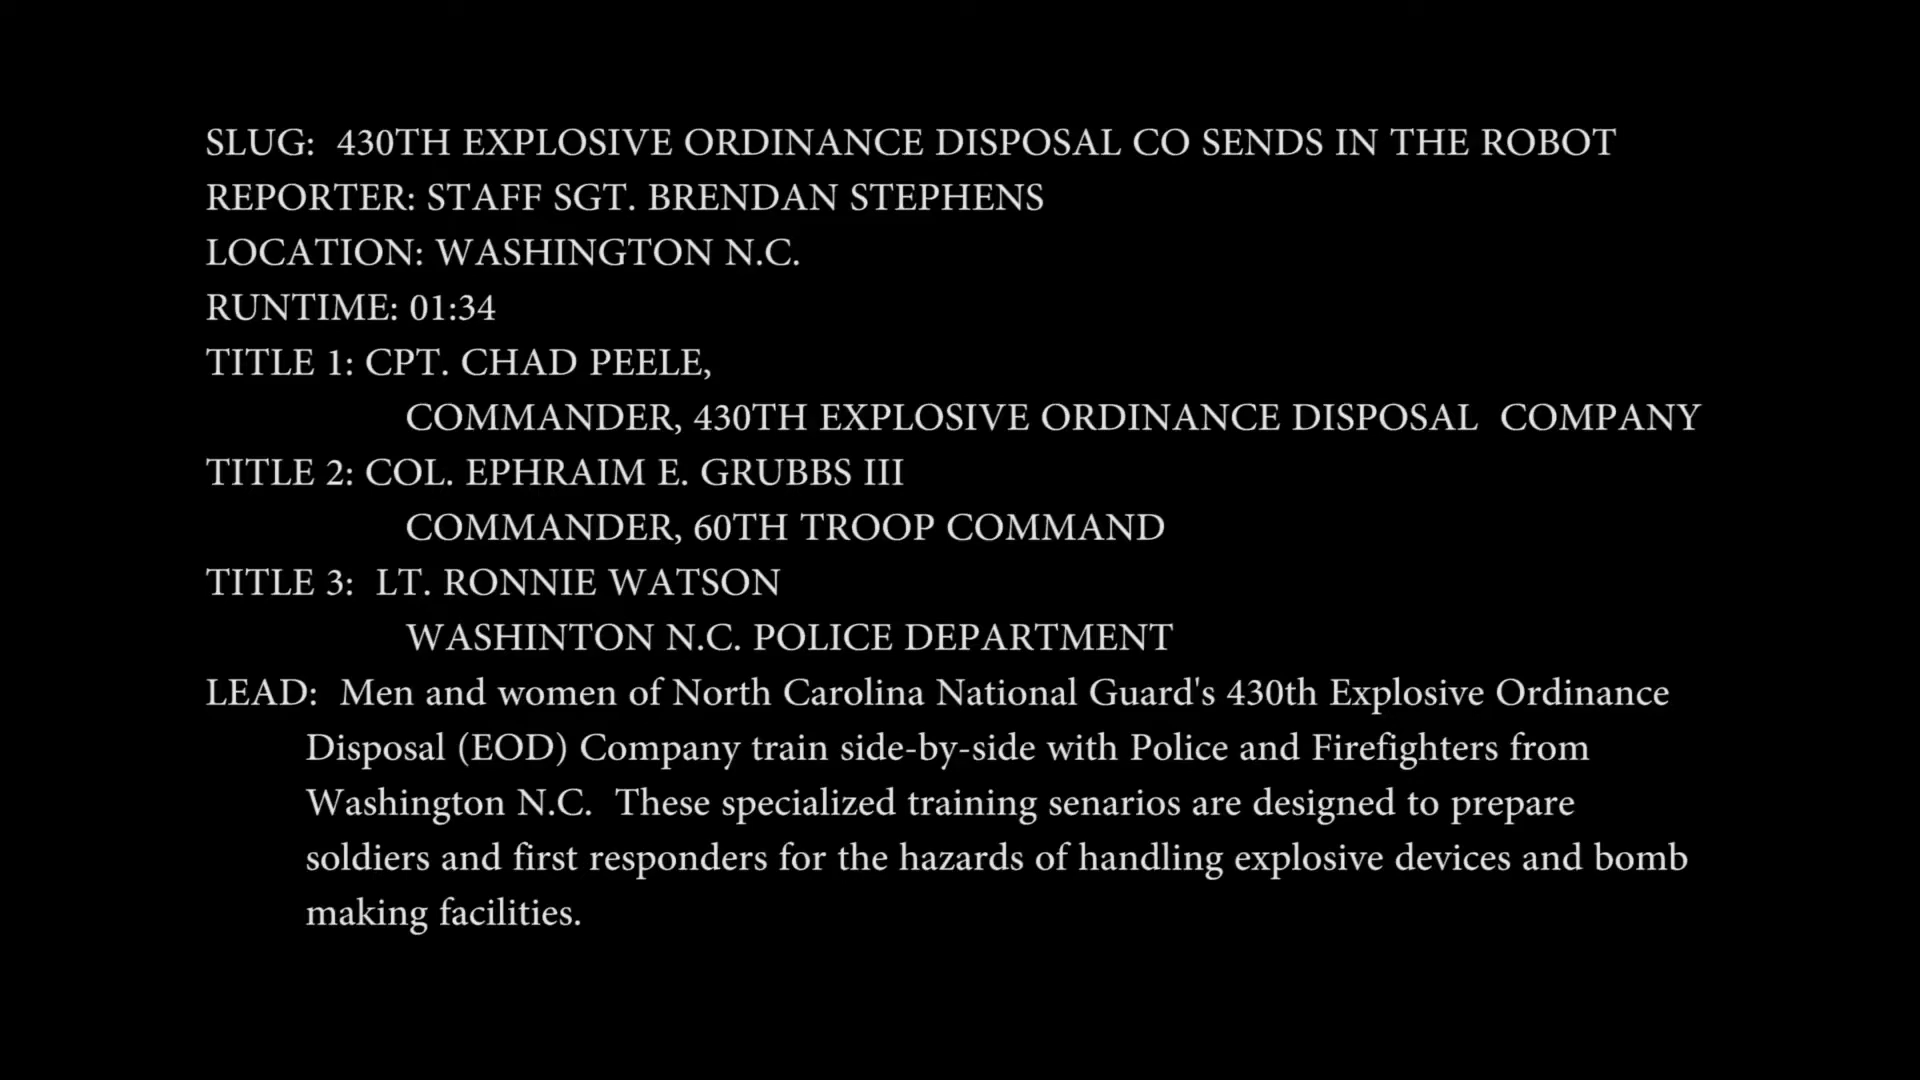 SLUG:  430TH EXPLOSIVE ORDINANCE DISPOSAL CO SENDS IN THE ROBOT
REPORTER: STAFF SGT. BRENDAN STEPHENS
LOCATION: WASHINGTON N.C.
RUNTIME: 01:34
TITLE 1: CPT. CHAD PEELE,
COMMANDER, 430TH EXPLOSIVE ORDINANCE DISPOSAL  COMPANY
TITLE 2: COL. EPHRAIM E. GRUBBS III
COMMANDER, 60TH TROOP COMMAND
TITLE 3:  LT. RONNIE WATSON
WASHINTON N.C. POLICE DEPARTMENT
LEAD:  Men and women of North Carolina National Guard's 430th Explosive Ordinance
Disposal (EOD) Company train side-by-side with Police and Firefighters from
Washington N.C.  These specialized training senarios are designed to prepare
soldiers and first responders for the hazards of handling explosive devices and bomb
making facilities.